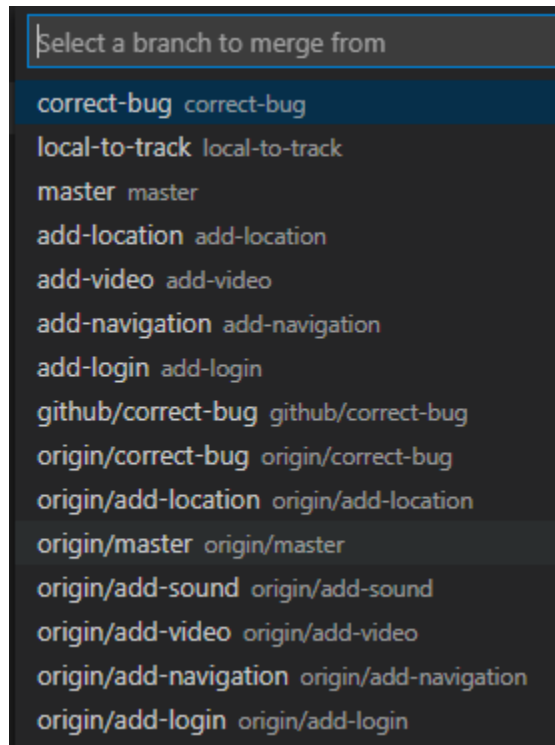 Select a branch to merge from
correct-bug correct-bug
local-to-track local-to-track
master master
add-location add-location
add-video add-video
add-navigation add-navigation
add-login add-login
github/correct-bug github/correct-bug
origin/correct-bug origin/correct-bug
origin/add-location origin/add-location
origin/master origin/master
origin/add-sound origin/add-sound
origin/add-video origin/add-video
origin/add-navigation origin/add-navigation
origin/add-login origin/add-login